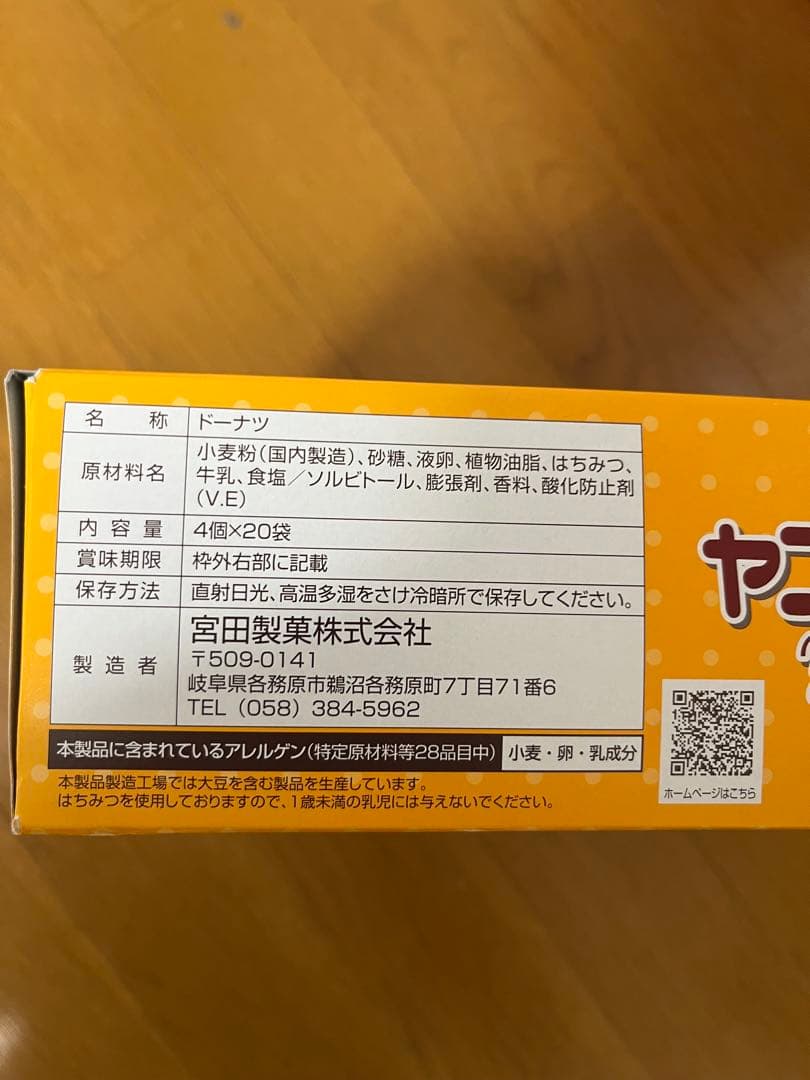 名称 ドーナツ
原材料名 小麦粉(国内製造)、砂糖、液卵、植物油脂、はちみつ、
牛乳、食塩／ソルビトール、膨張剤、香料、酸化防止剤
(V.E)
内容量 4個×20袋
賞味期限 枠外右部に記載
保存方法 直射日光、高温多湿をさけ冷暗所で保存してください。
製造者 宮田製菓株式会社
〒509-0141
岐阜県各務原市鵜沼各務原町7丁目71番6
TEL (058) 384-5962
本製品に含まれているアレルゲン(特定原材料等28品目中) 小麦・卵・乳成分
本製品製造工場では大豆を含む製品を生産しています。
はちみつを使用しておりますので、1歳未満の乳児には与えないでください。
ホームページはこちら
ヤ